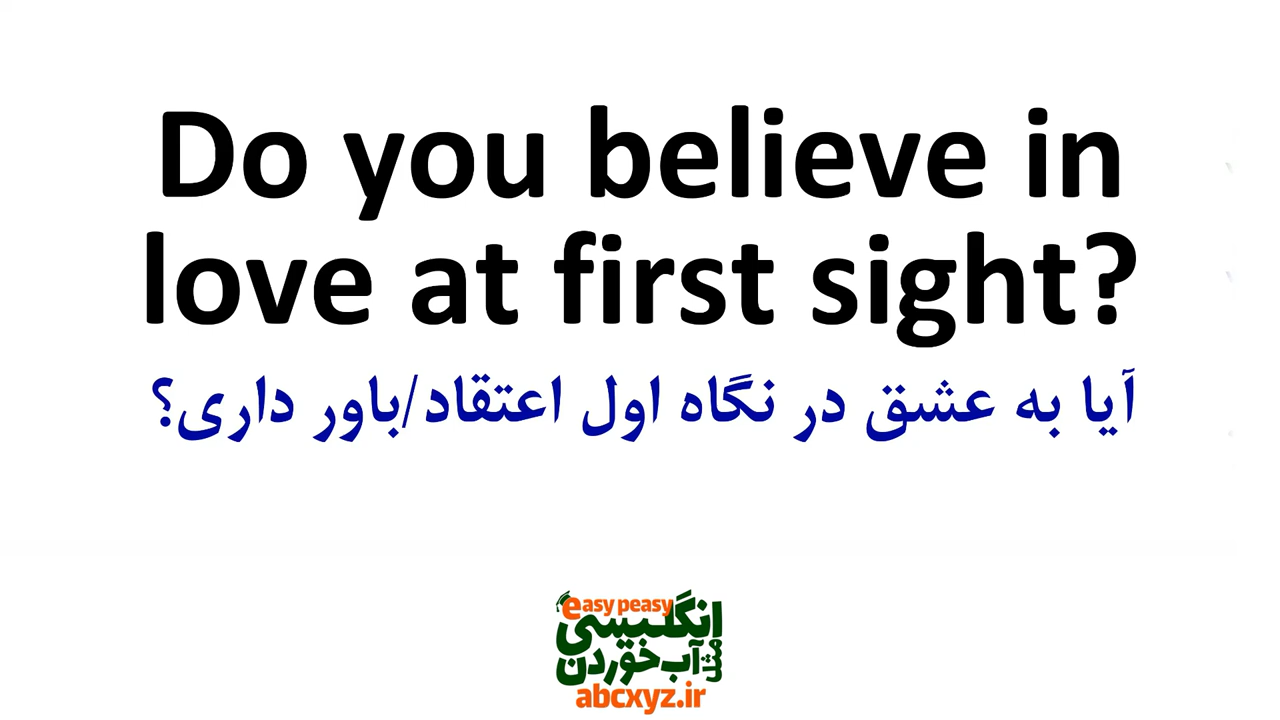 Do you believe in
love at first sight?
آیا به عشق در نگاه اول اعتقاد/باور داری؟
easy peasy
انگلیسی
مثل آب خوردن
abcxyz.ir